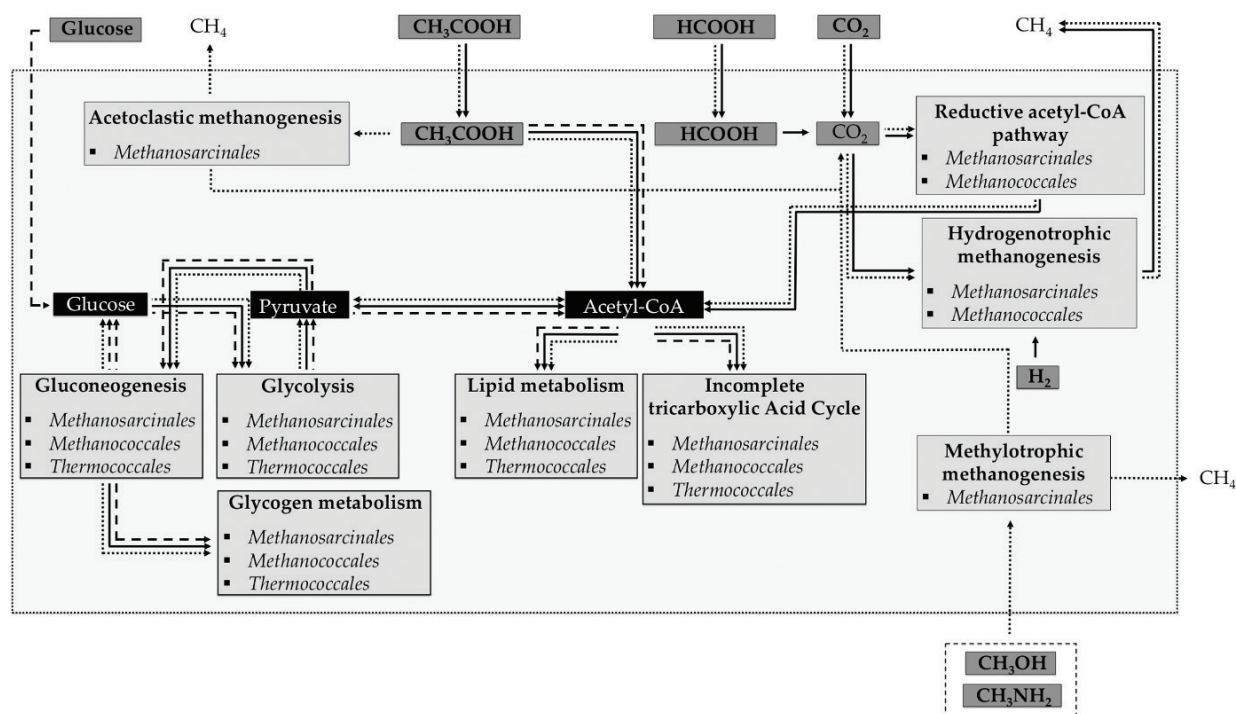 Glucose
CH₄
CH₃COOH
HCOOH
CO₂
CH₄
Acetoclastic methanogenesis
▪ Methanosarcinales
CH₃COOH
HCOOH
CO₂
Reductive acetyl-CoA
pathway
▪ Methanosarcinales
▪ Methanococcales
Hydrogenotrophic
methanogenesis
▪ Methanosarcinales
▪ Methanococcales
Glucose
Pyruvate
Acetyl-CoA
H₂
Gluconeogenesis
▪ Methanosarcinales
▪ Methanococcales
▪ Thermococcales
Glycolysis
▪ Methanosarcinales
▪ Methanococcales
▪ Thermococcales
Lipid metabolism
▪ Methanosarcinales
▪ Methanococcales
▪ Thermococcales
Incomplete
tricarboxylic Acid Cycle
▪ Methanosarcinales
▪ Methanococcales
▪ Thermococcales
Methylotrophic
methanogenesis
▪ Methanosarcinales
CH₄
Glycogen metabolism
▪ Methanosarcinales
▪ Methanococcales
▪ Thermococcales
CH₃OH
CH₃NH₂